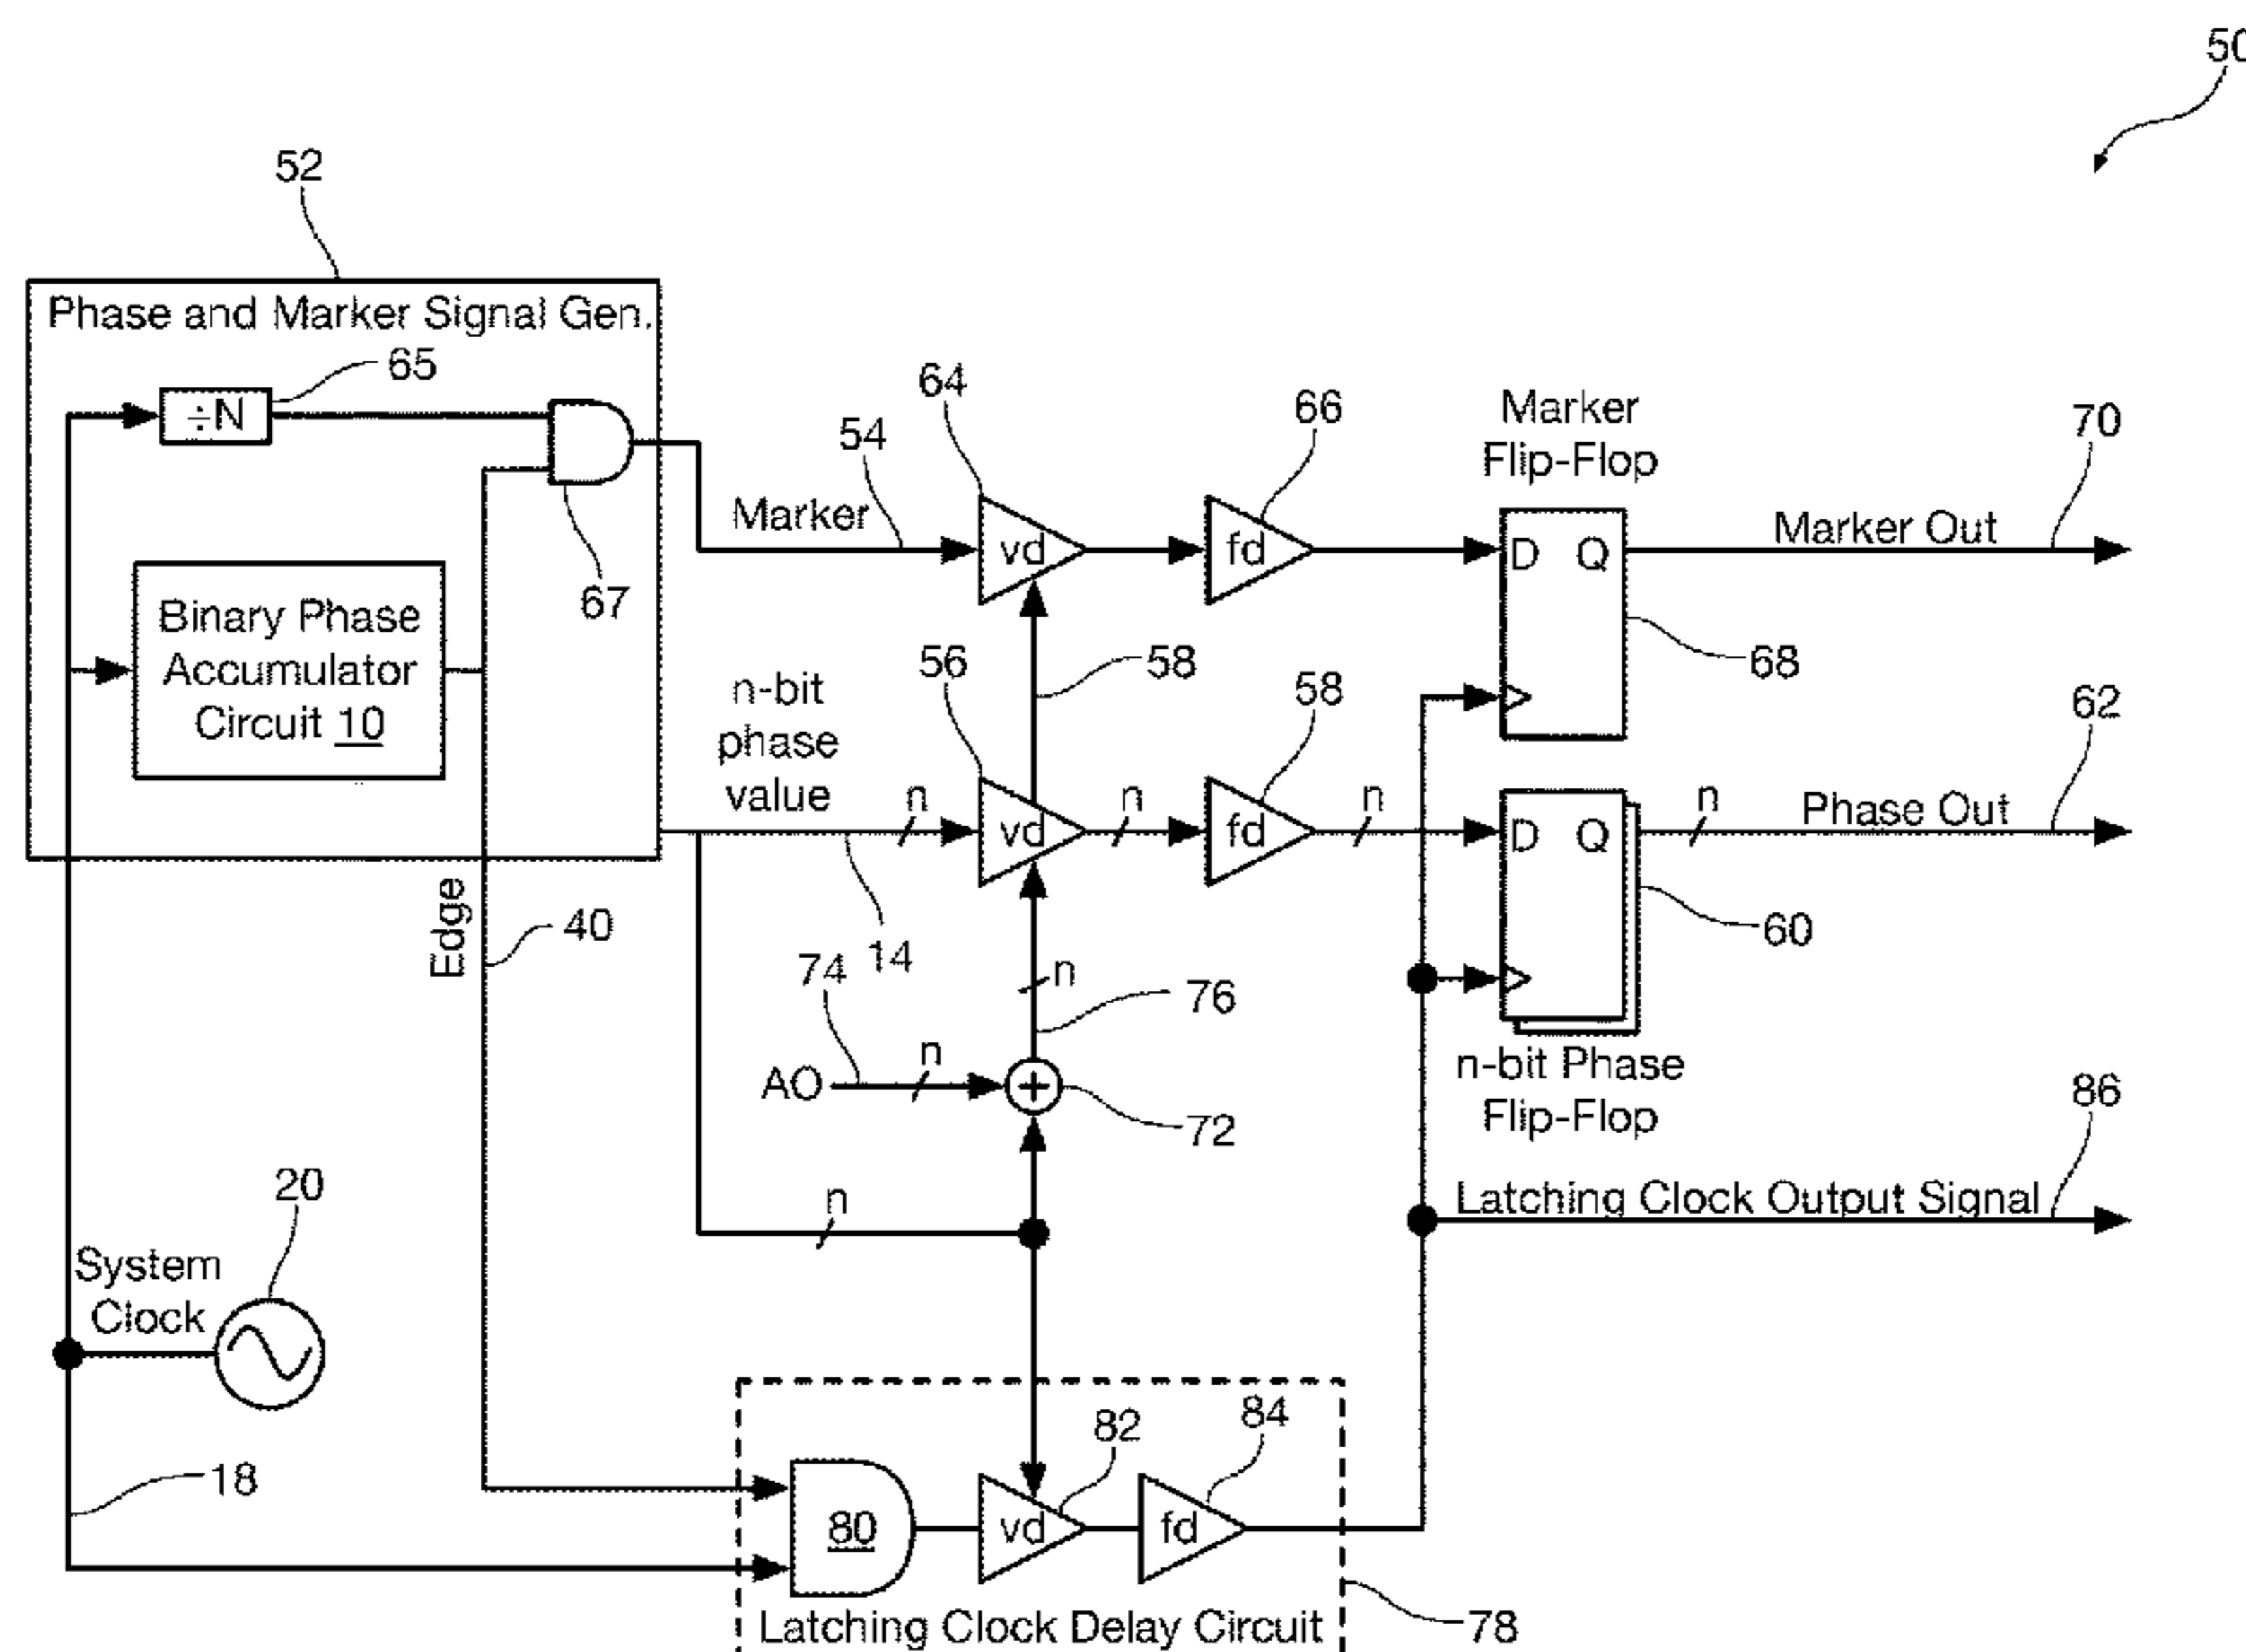 50
52
Phase and Marker Signal Gen.
65
÷N
64
66
Marker
Flip-Flop
70
54
Marker
vd
fd
D Q
Marker Out
67
Binary Phase
Accumulator
Circuit 10
n-bit
phase
value
56
58
58
68
62
n
vd
n
fd
n
D Q
n
Phase Out
Edge
40
14
60
74
n
76
AO
n
+
72
n-bit Phase
Flip-Flop
86
20
n
Latching Clock Output Signal
System
Clock
82
84
18
80
vd
fd
Latching Clock Delay Circuit
78